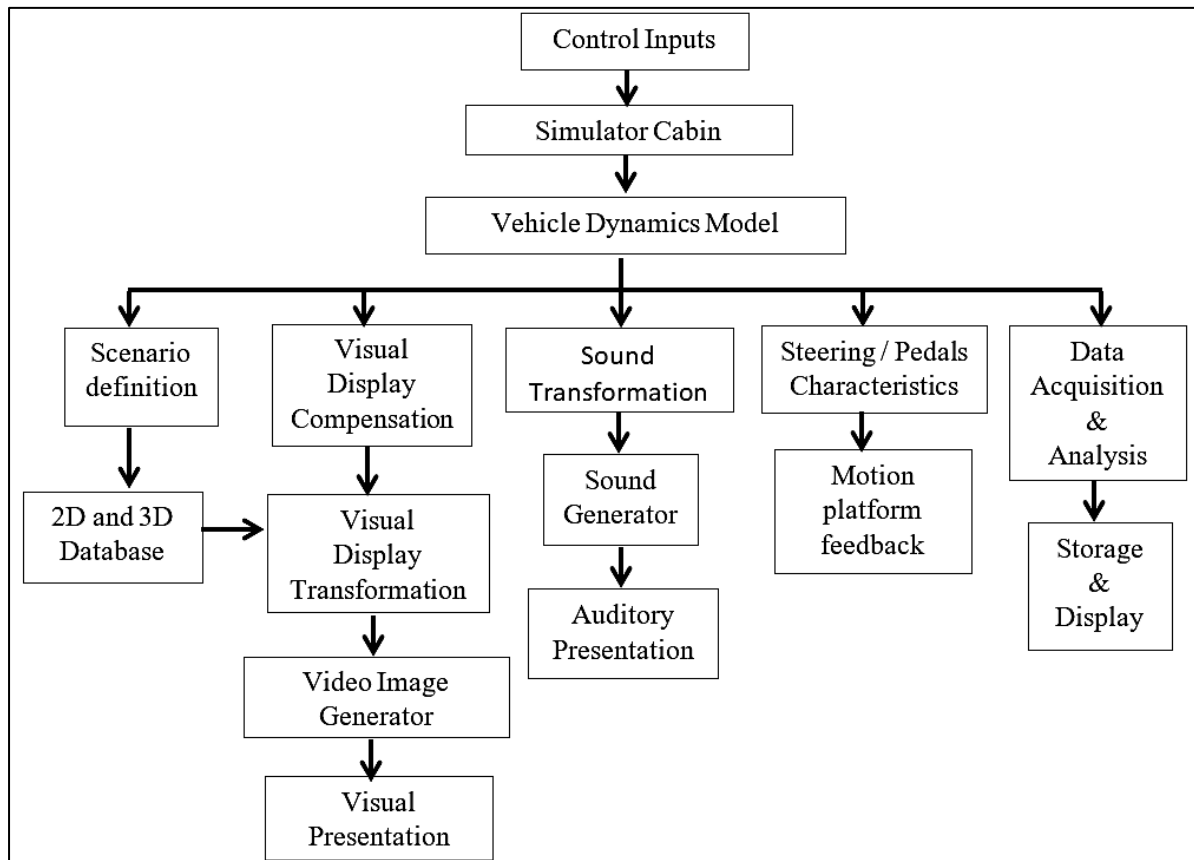 Control Inputs
Simulator Cabin
Vehicle Dynamics Model
Scenario
definition
Visual
Display
Compensation
Sound
Transformation
Steering / Pedals
Characteristics
Data
Acquisition
&
Analysis
2D and 3D
Database
Visual
Display
Transformation
Sound
Generator
Motion
platform
feedback
Storage
&
Display
Auditory
Presentation
Video Image
Generator
Visual
Presentation